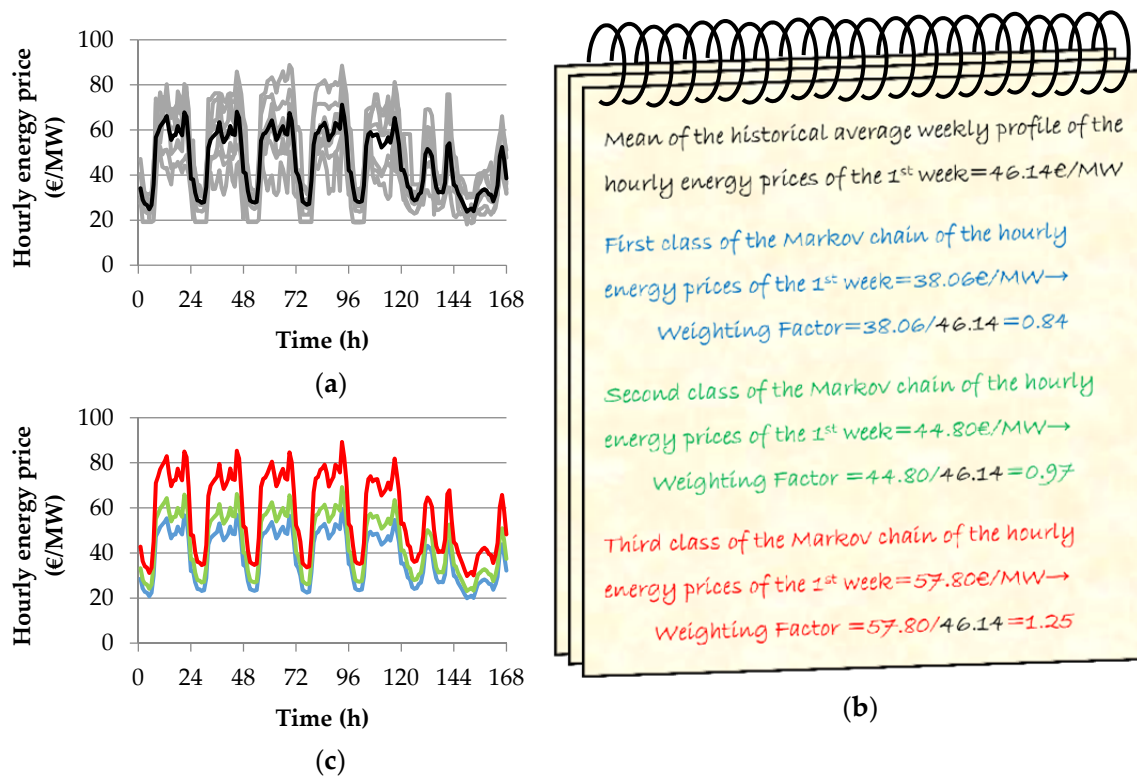 Hourly energy price
(€/MW)
100
80
60
40
20
0
0 24 48 72 96 120 144 168
Time (h)
(a)
Mean of the historical average weekly profile of the
hourly energy prices of the 1st week=46.14€/MW
First class of the Markov chain of the hourly
energy prices of the 1st week=38.06€/MW→
Weighting Factor=38.06/46.14=0.84
Second class of the Markov chain of the hourly
energy prices of the 1st week=44.80€/MW→
Weighting Factor =44.80/46.14=0.97
Third class of the Markov chain of the hourly
energy prices of the 1st week=57.80€/MW→
Weighting Factor =57.80/46.14=1.25
(b)
Hourly energy price
(€/MW)
100
80
60
40
20
0
0 24 48 72 96 120 144 168
Time (h)
(c)